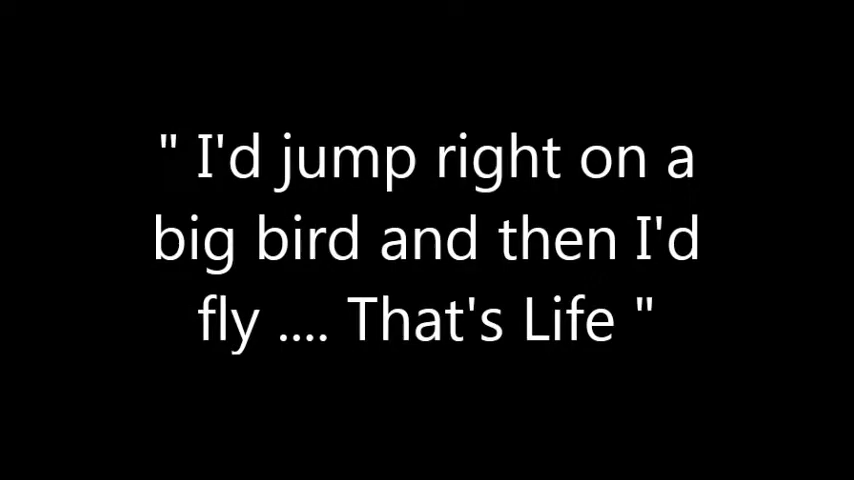 " I'd jump right on a
big bird and then I'd
fly .... That's Life "